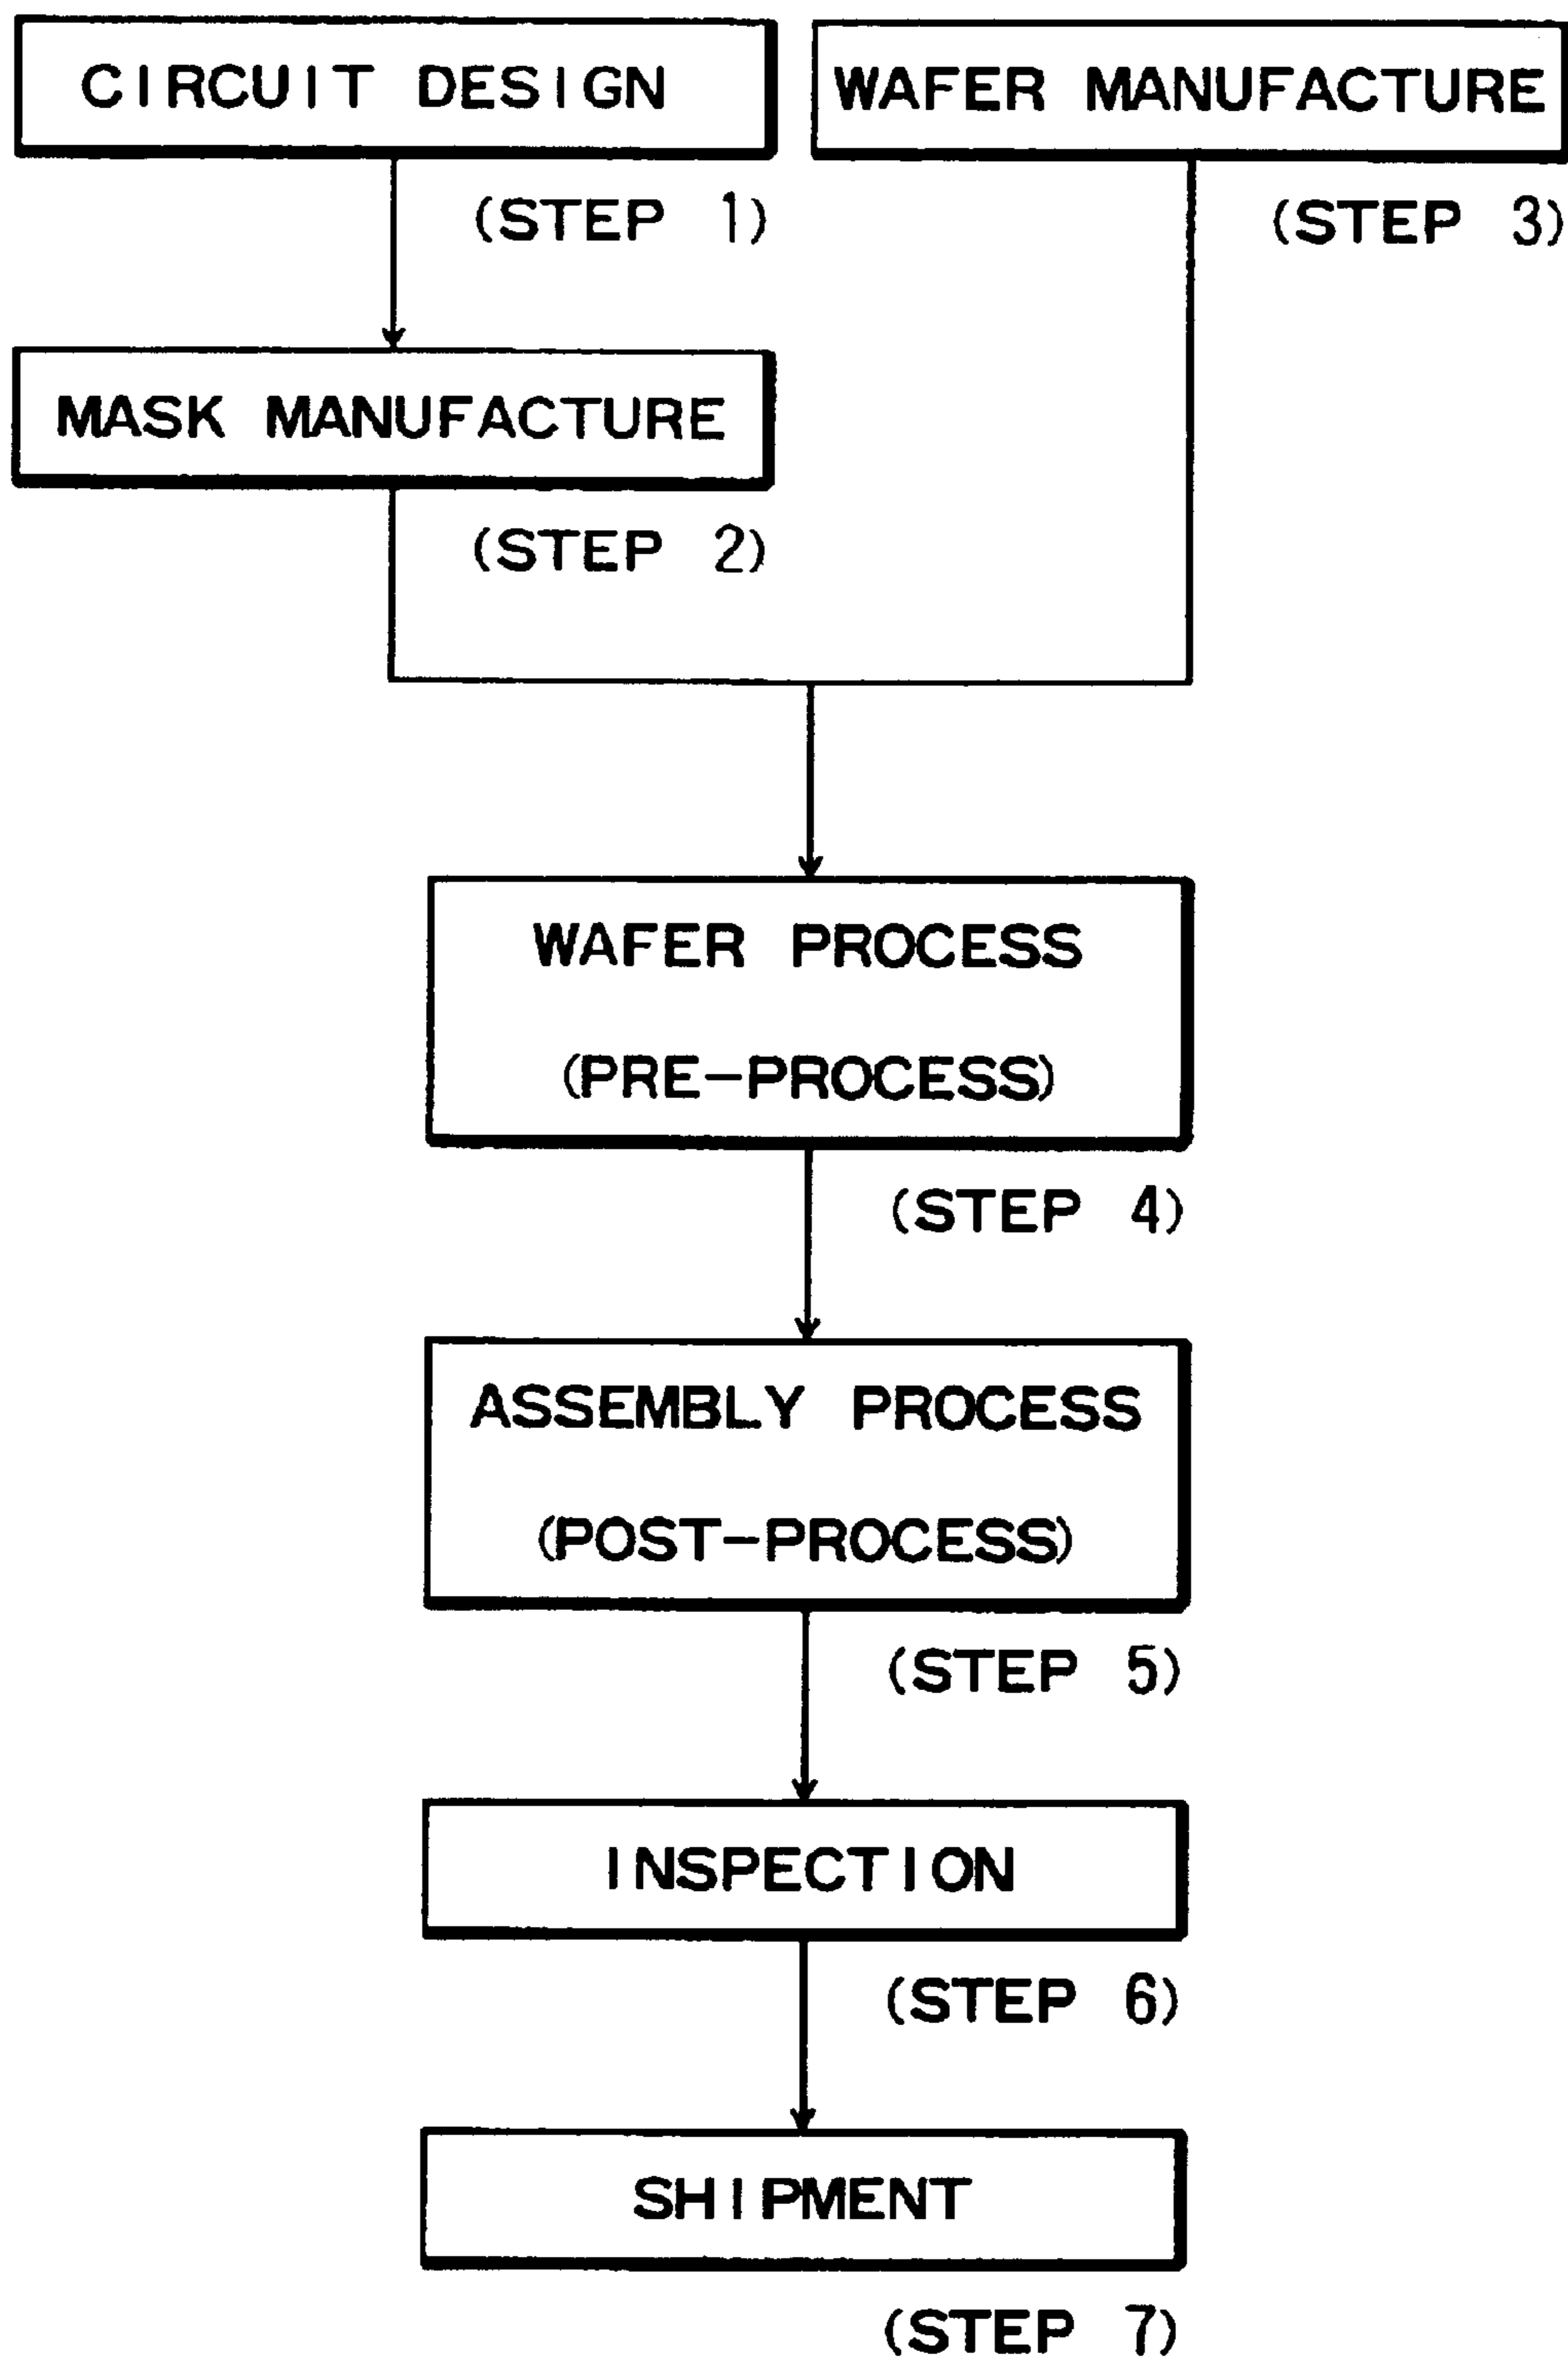 CIRCUIT DESIGN
WAFER MANUFACTURE
(STEP 1)
(STEP 3)
MASK MANUFACTURE
(STEP 2)
WAFER PROCESS
(PRE-PROCESS)
(STEP 4)
ASSEMBLY PROCESS
(POST-PROCESS)
(STEP 5)
INSPECTION
(STEP 6)
SHIPMENT
(STEP 7)